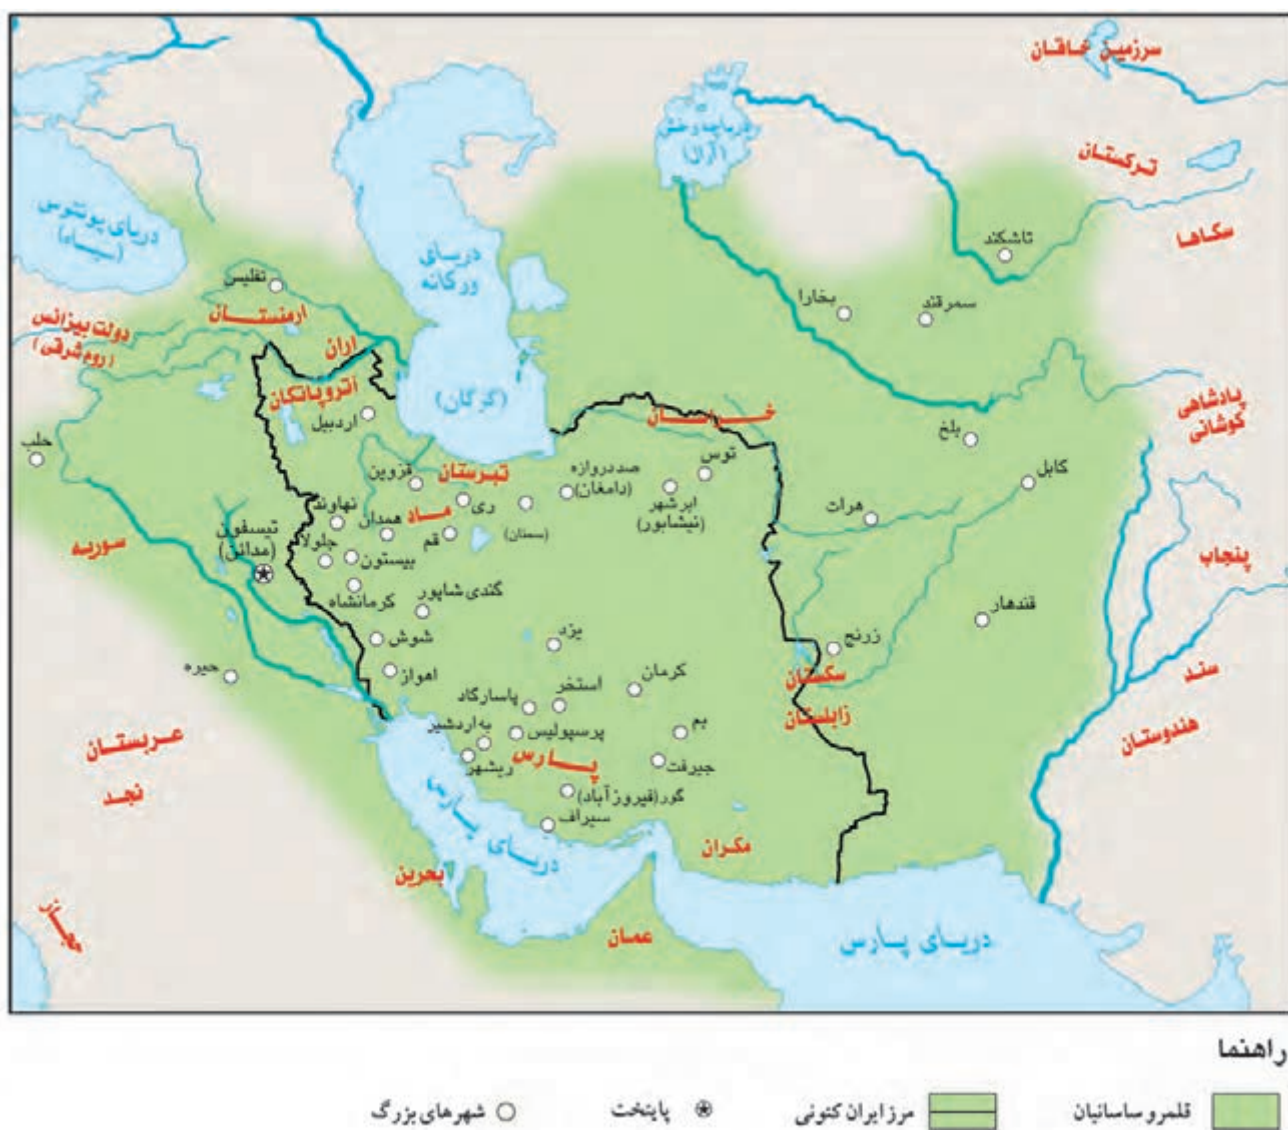 سرزمین خاقان
دریاچه وخش
(آرال)
ترکستان
سکاها
دریای پونتوس
(سیاه)
تاشکند
دریای
ورکانه
تفلیس
بخارا
سمرقند
ارمنستان
دولت بیزانس
(روم شرقی)
اران
آتروپاتکان
(گرگان)
پادشاهی
کوشانی
خراسان
اردبیل
بلخ
حلب
توس
کابل
تبرستان
قزوین
صددروازه
(دامغان)
ری
ابرشهر
(نیشابور)
هرات
نهاوند
ماد
همدان
قم
(سمنان)
تیسفون
(مدائن)
جلولا
بیستون
سوریه
پنجاب
کرمانشاه
گندی شاپور
قندهار
شوش
یزد
زرنج
حیره
اهواز
کرمان
سکستان
سند
استخر
پاسارگاد
زابلستان
هندوستان
به اردشیر
پرسپولیس
بم
عربستان
ریشهر
پارس
جیرفت
نجد
گور(فیروزآباد)
سیراف
دریای پارس
مکران
بحرین
حجاز
عمان
دریای پارس
راهنما
قلمرو ساسانیان
مرز ایران کنونی
پایتخت
شهرهای بزرگ